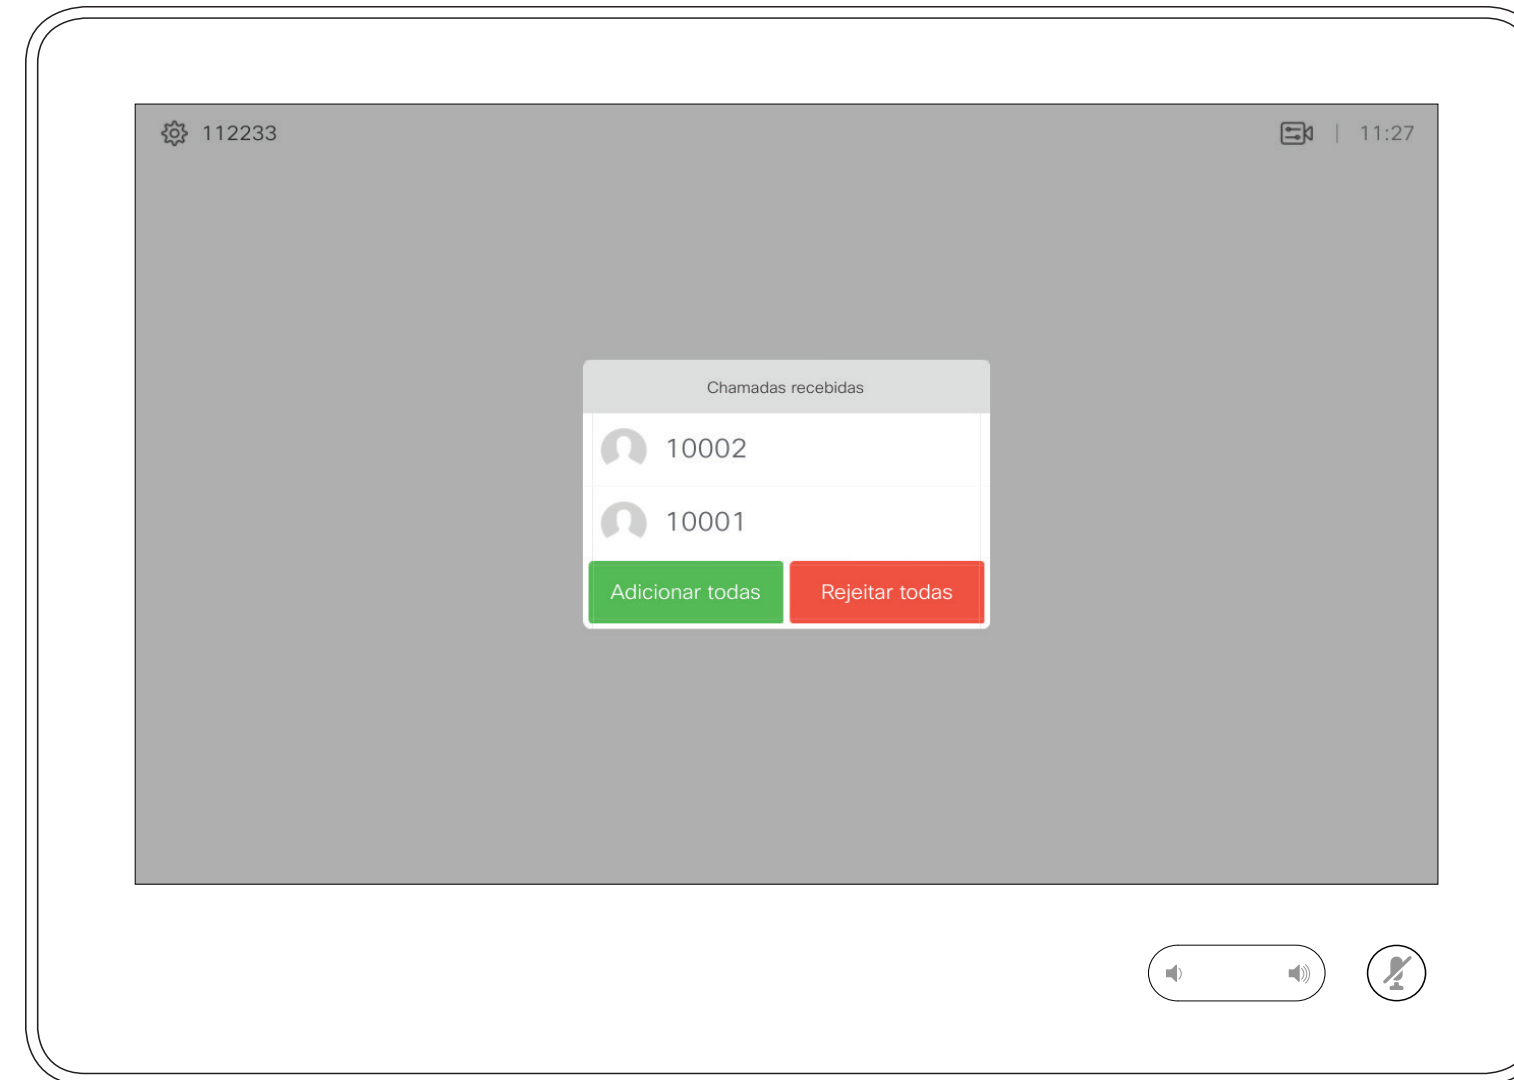 112233
11:27
Chamadas recebidas
10002
10001
Adicionar todas
Rejeitar todas